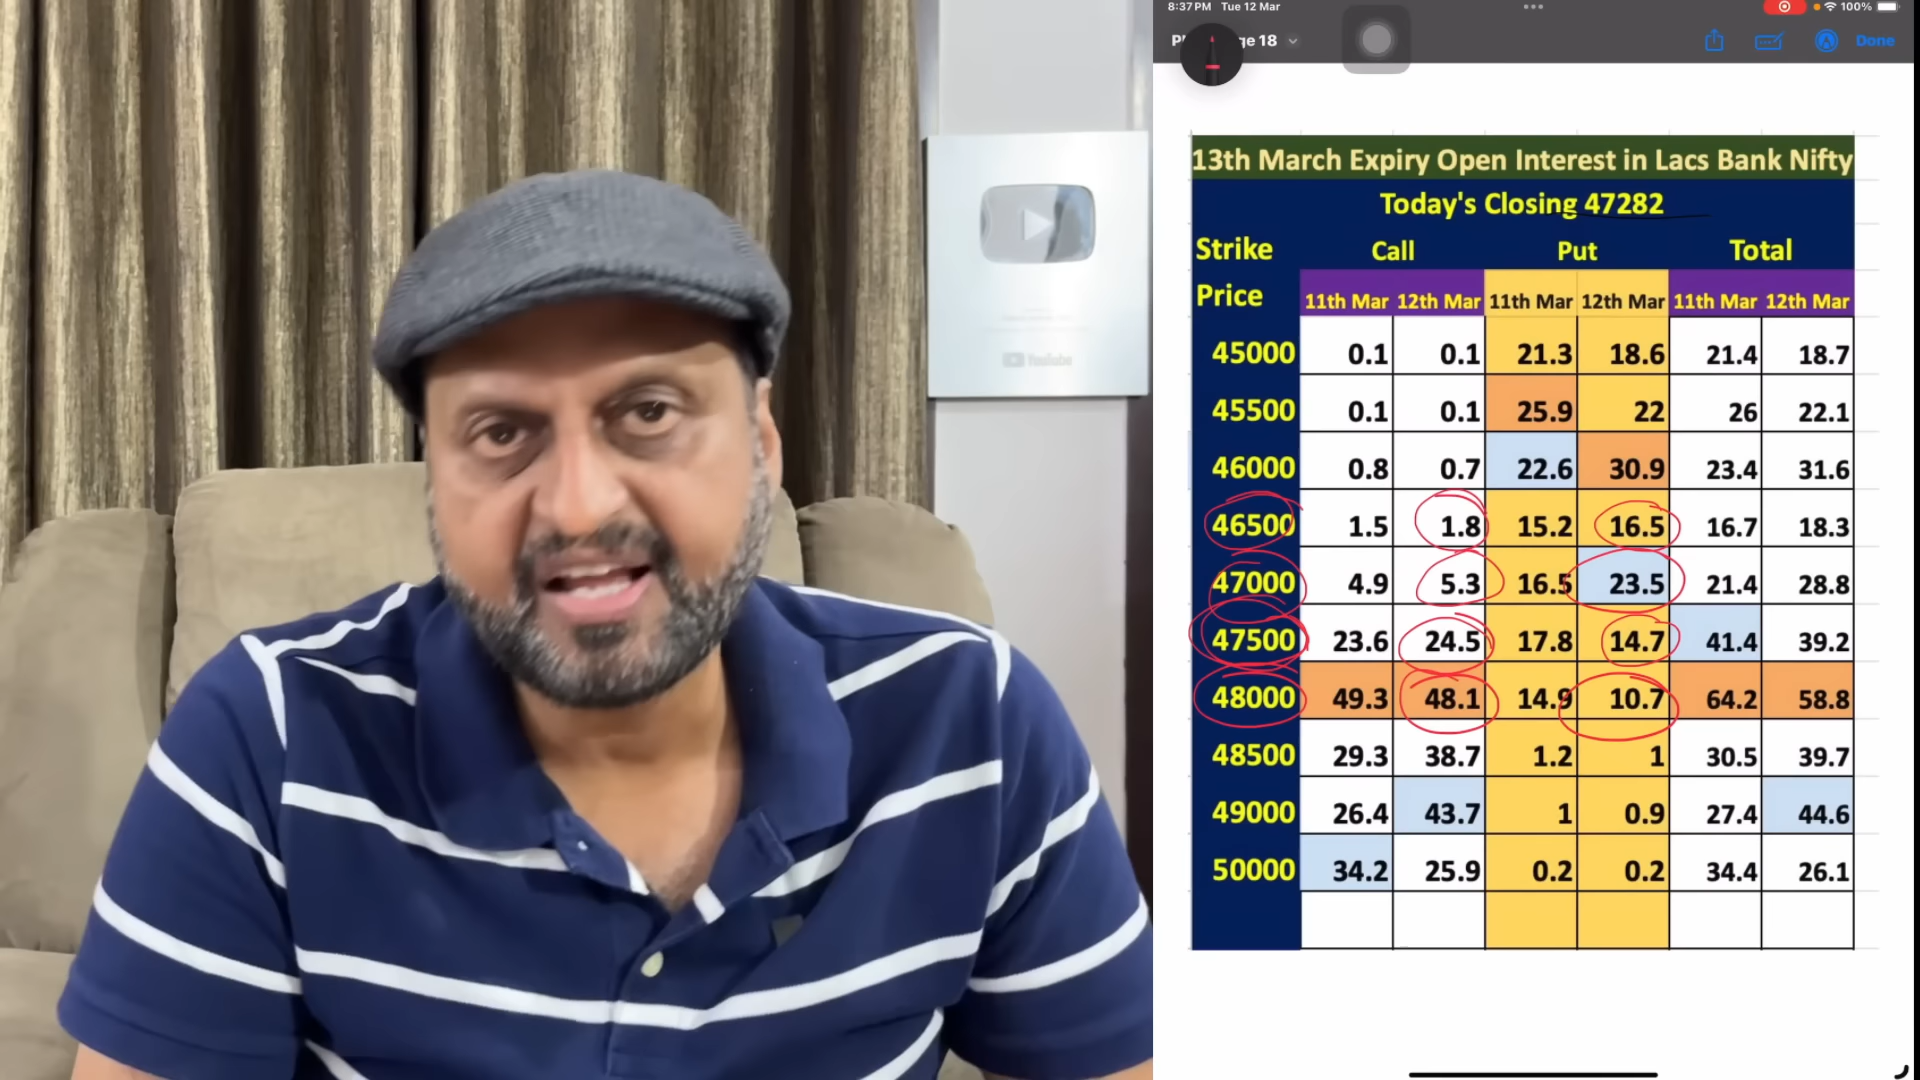 8:37 PM Tue 12 Mar
100%
ge 18
Done
YouTube
13th March Expiry Open Interest in Lacs Bank Nifty
Today's Closing 47282
Strike Call Put Total
Price 11th Mar 12th Mar 11th Mar 12th Mar 11th Mar 12th Mar
45000 0.1 0.1 21.3 18.6 21.4 18.7
45500 0.1 0.1 25.9 22 26 22.1
46000 0.8 0.7 22.6 30.9 23.4 31.6
46500 1.5 1.8 15.2 16.5 16.7 18.3
47000 4.9 5.3 16.5 23.5 21.4 28.8
47500 23.6 24.5 17.8 14.7 41.4 39.2
48000 49.3 48.1 14.9 10.7 64.2 58.8
48500 29.3 38.7 1.2 1 30.5 39.7
49000 26.4 43.7 1 0.9 27.4 44.6
50000 34.2 25.9 0.2 0.2 34.4 26.1